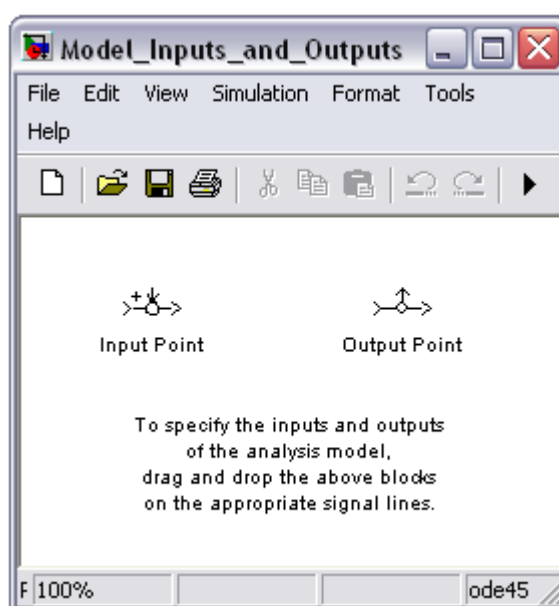 Model_Inputs_and_Outputs
File Edit View Simulation Format Tools
Help
Input Point Output Point
To specify the inputs and outputs
of the analysis model,
drag and drop the above blocks
on the appropriate signal lines.
F 100% ode45